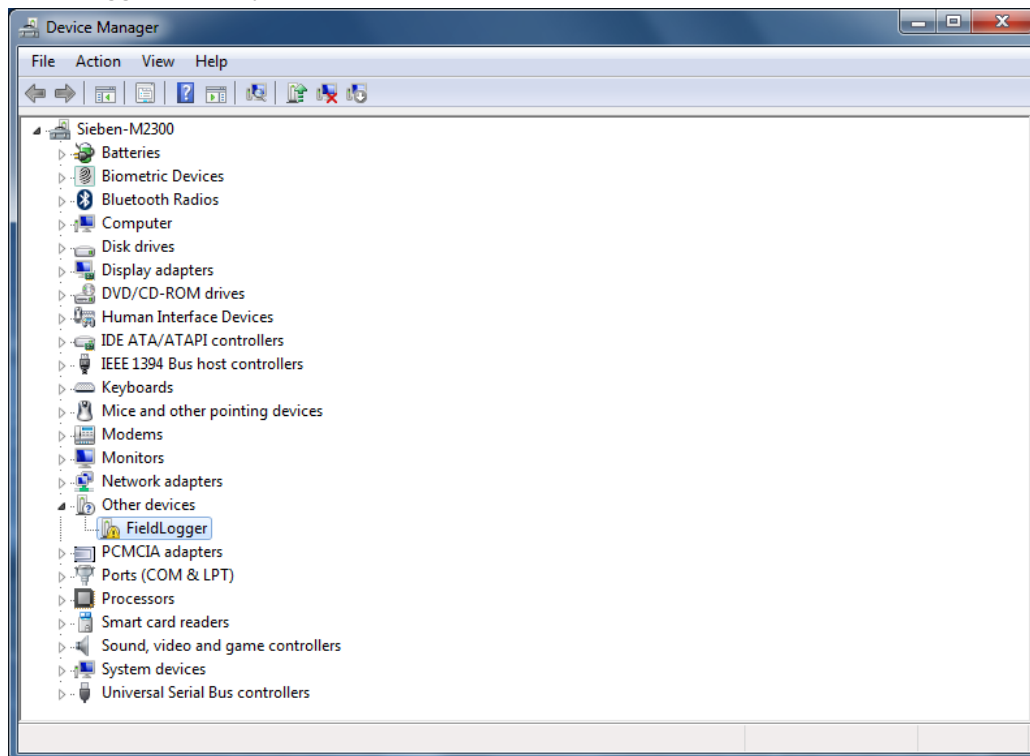 Device Manager
File Action View Help
Sieben-M2300
Batteries
Biometric Devices
Bluetooth Radios
Computer
Disk drives
Display adapters
DVD/CD-ROM drives
Human Interface Devices
IDE ATA/ATAPI controllers
IEEE 1394 Bus host controllers
Keyboards
Mice and other pointing devices
Modems
Monitors
Network adapters
Other devices
FieldLogger
PCMCIA adapters
Ports (COM & LPT)
Processors
Smart card readers
Sound, video and game controllers
System devices
Universal Serial Bus controllers